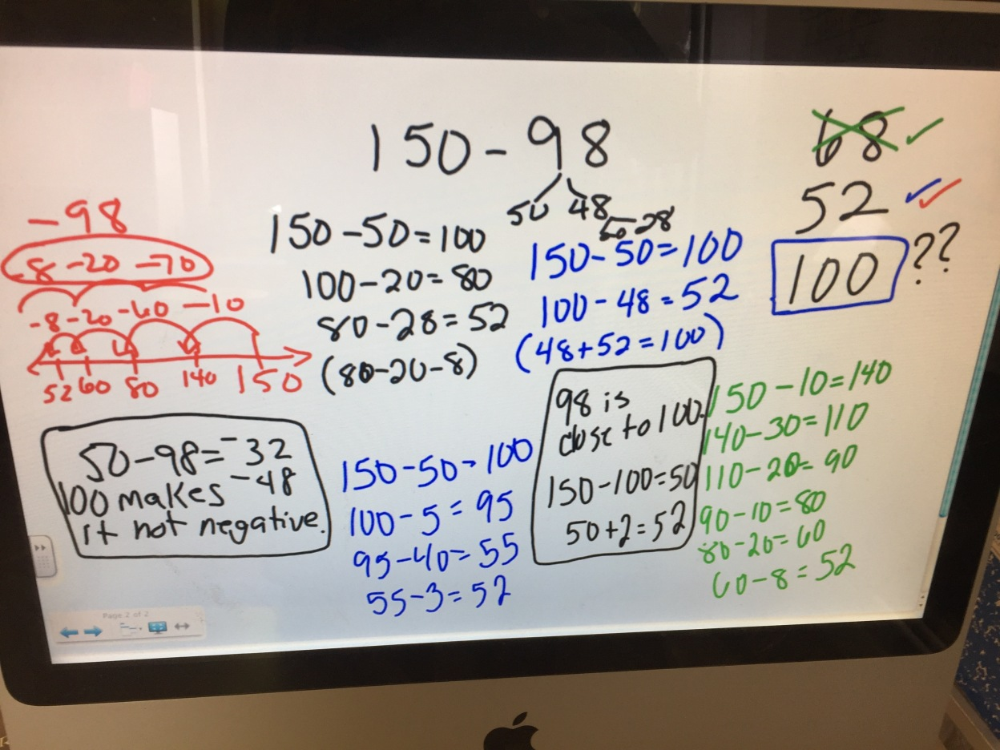 150 - 98
50 48
20 28
68
52
100 ??
-98
-8 -20 -70
-8 -20 -60 -10
52 60 80 140 150
150 - 50 = 100
100 - 20 = 80
80 - 28 = 52
(80 - 20 - 8)
150 - 50 = 100
100 - 48 = 52
(48 + 52 = 100)
50 - 98 = -32
100 makes -48
it not negative.
150 - 50 = 100
100 - 5 = 95
95 - 40 = 55
55 - 3 = 52
98 is
close to 100.
150 - 100 = 50
50 + 2 = 52
150 - 10 = 140
140 - 30 = 110
110 - 20 = 90
90 - 10 = 80
80 - 20 = 60
60 - 8 = 52
Page 2 of 2